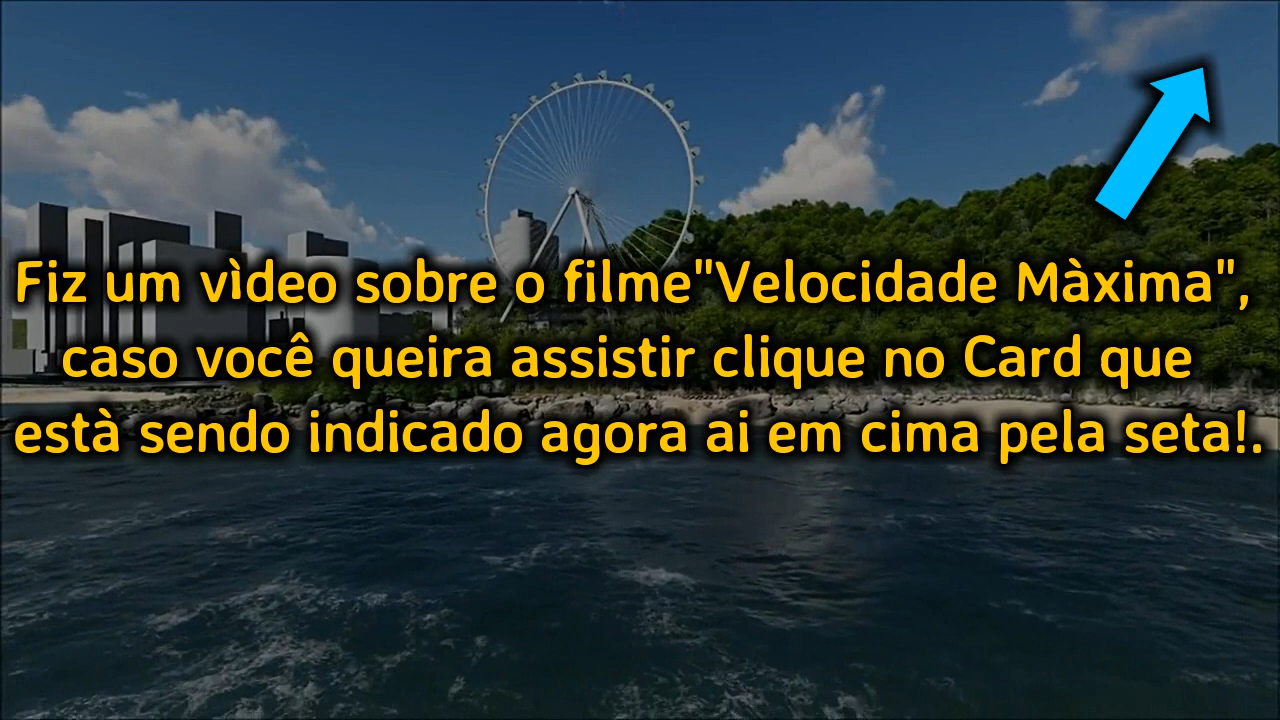 Fiz um vìdeo sobre o filme"Velocidade Màxima",
caso você queira assistir clique no Card que
està sendo indicado agora ai em cima pela seta!.